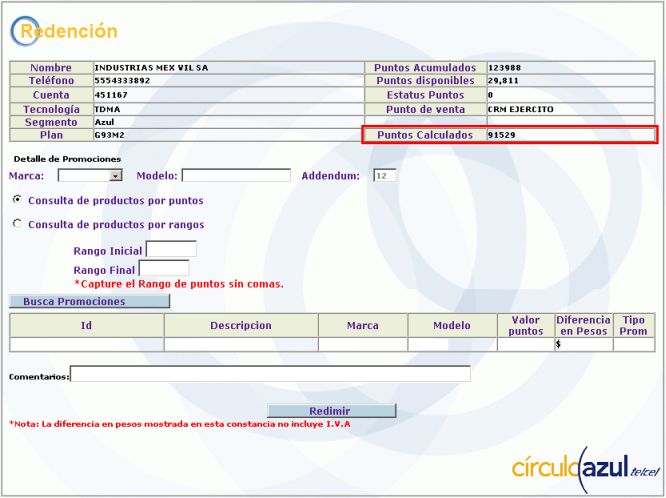 Redención
Nombre INDUSTRIAS MEX VIL SA Puntos Acumulados 123988
Teléfono 5554333892 Puntos disponibles 29,811
Cuenta 451167 Estatus Puntos 0
Tecnología TDMA Punto de venta CRM EJERCITO
Segmento Azul
Plan G93M2 Puntos Calculados 91529
Detalle de Promociones
Marca: Modelo: Addendum: 12
Consulta de productos por puntos
Consulta de productos por rangos
Rango Inicial
Rango Final
*Capture el Rango de puntos sin comas.
Busca Promociones
Id Descripcion Marca Modelo Valor puntos Diferencia en Pesos Tipo Prom
$
Comentarios:
Redimir
*Nota: La diferencia en pesos mostrada en esta constancia no incluye I.V.A
círculo azul telcel